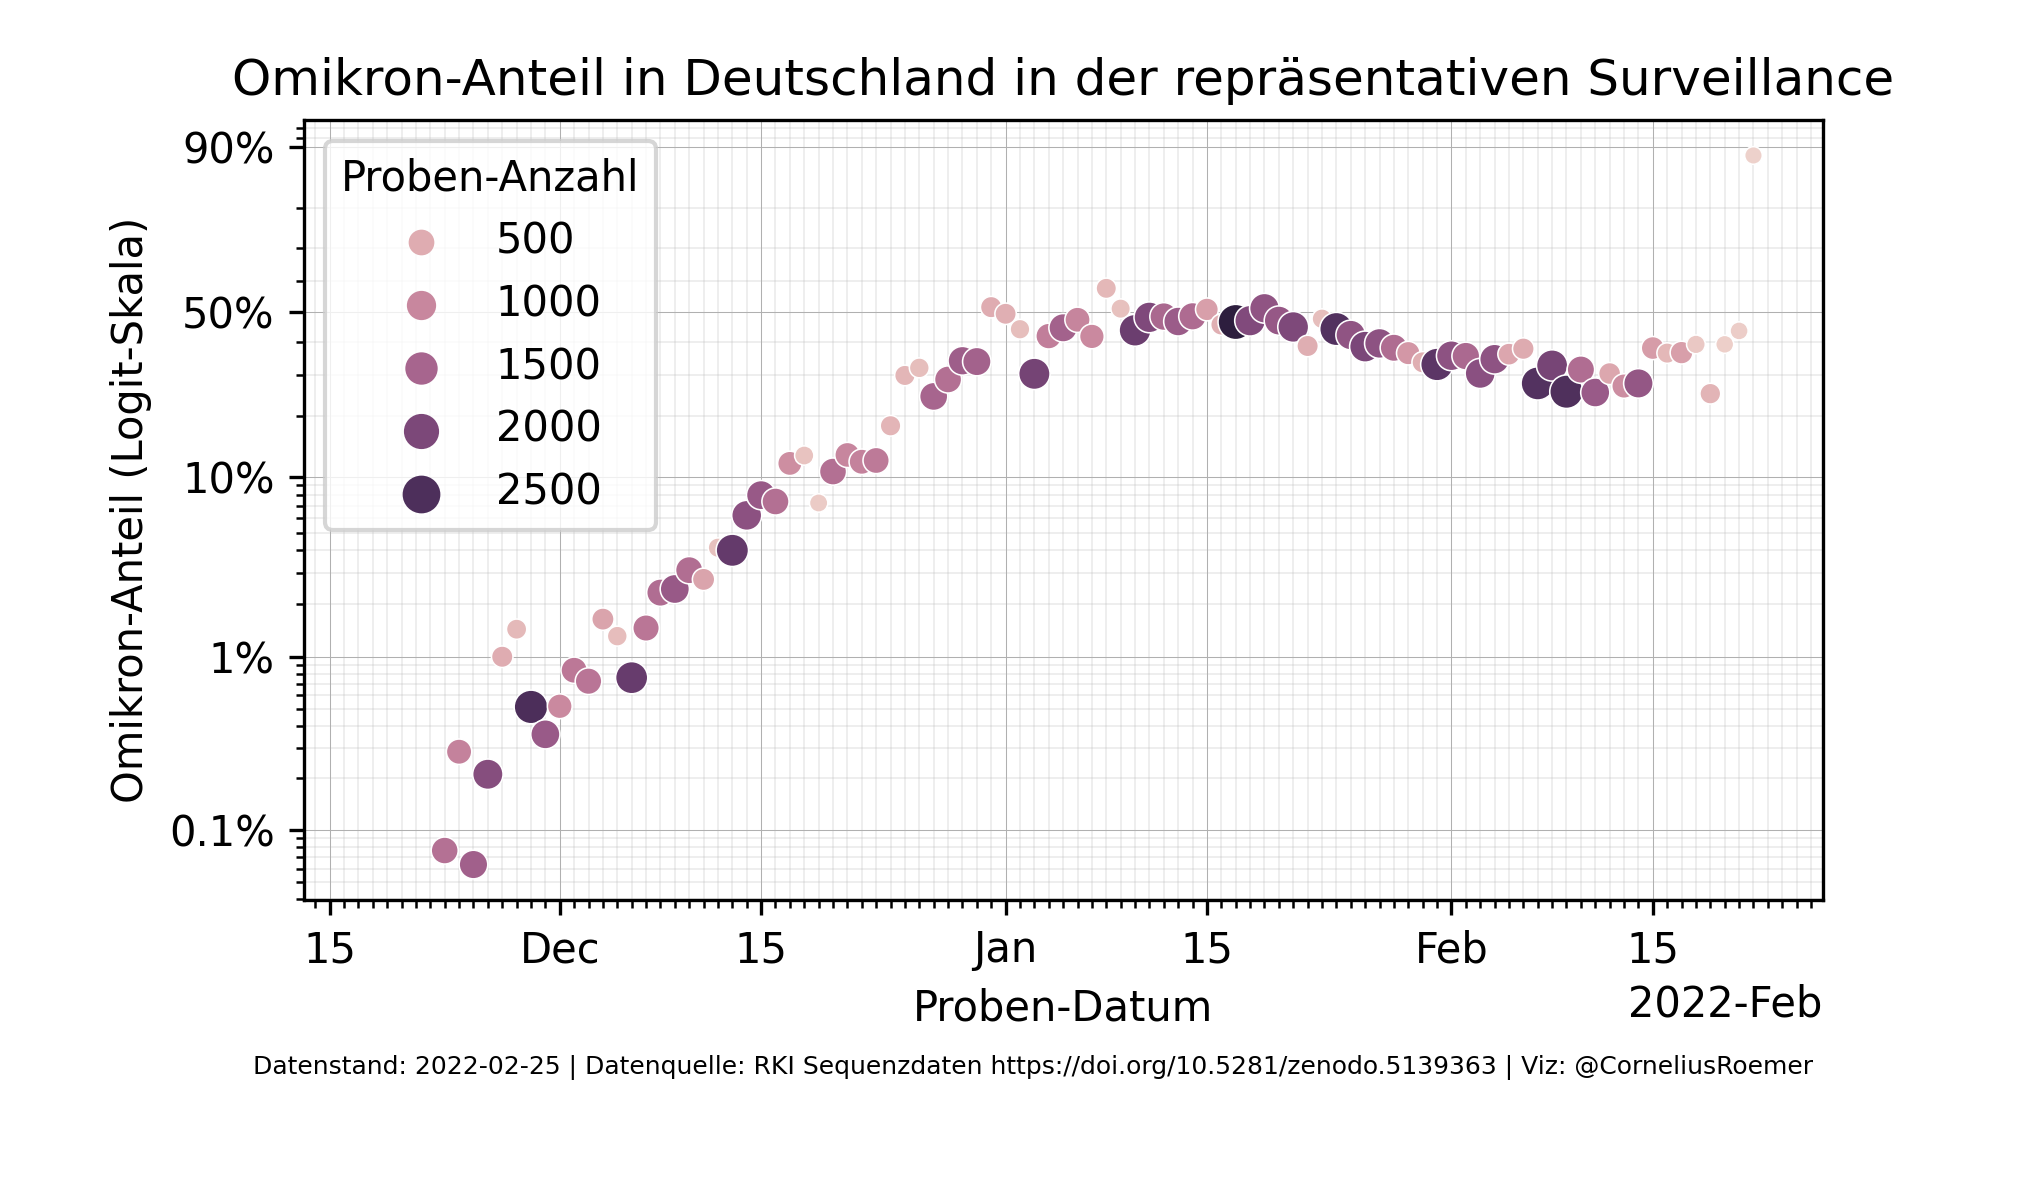 Omikron-Anteil in Deutschland in der repräsentativen Surveillance
Omikron-Anteil (Logit-Skala)
90%
50%
10%
1%
0.1%
Proben-Anzahl
500
1000
1500
2000
2500
15 Dec 15 Jan 15 Feb 15
Proben-Datum
2022-Feb
Datenstand: 2022-02-25 | Datenquelle: RKI Sequenzdaten https://doi.org/10.5281/zenodo.5139363 | Viz: @CorneliusRoemer